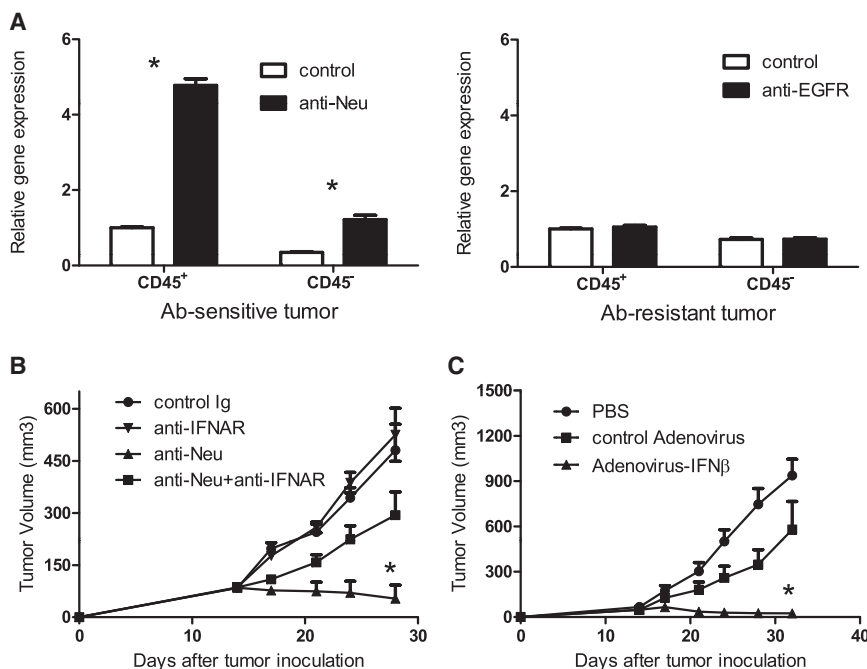 A
Relative gene expression
6
4
2
0
*
*
control
anti-Neu
CD45+
CD45-
Ab-sensitive tumor
Relative gene expression
6
4
2
0
control
anti-EGFR
CD45+
CD45-
Ab-resistant tumor
B
Tumor Volume (mm3)
600
450
300
150
0
control Ig
anti-IFNAR
anti-Neu
anti-Neu+anti-IFNAR
*
0
10
20
30
Days after tumor inoculation
C
Tumor Volume (mm3)
1500
1200
900
600
300
0
PBS
control Adenovirus
Adenovirus-IFNβ
*
0
10
20
30
40
Days after tumor inoculation